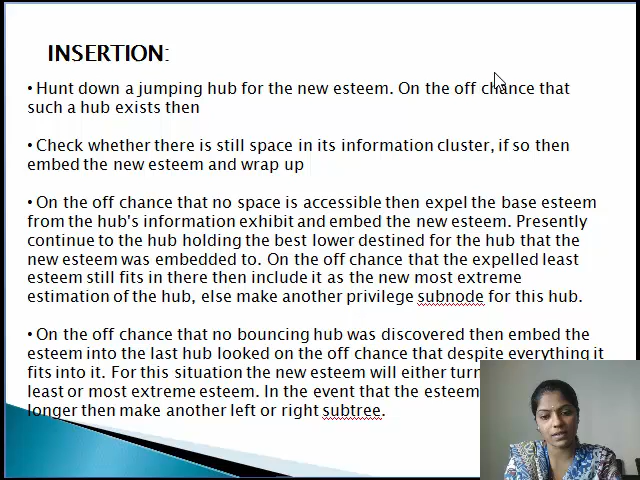 INSERTION:
• Hunt down a jumping hub for the new esteem. On the off chance that
such a hub exists then
• Check whether there is still space in its information cluster, if so then
embed the new esteem and wrap up
• On the off chance that no space is accessible then expel the base esteem
from the hub's information exhibit and embed the new esteem. Presently
continue to the hub holding the best lower destined for the hub that the
new esteem was embedded to. On the off chance that the expelled least
esteem still fits in there then include it as the new most extreme
estimation of the hub, else make another privilege subnode for this hub.
• On the off chance that no bouncing hub was discovered then embed the
esteem into the last hub looked on the off chance that despite everything it
fits into it. For this situation the new esteem will either turn
least or most extreme esteem. In the event that the esteem
longer then make another left or right subtree.